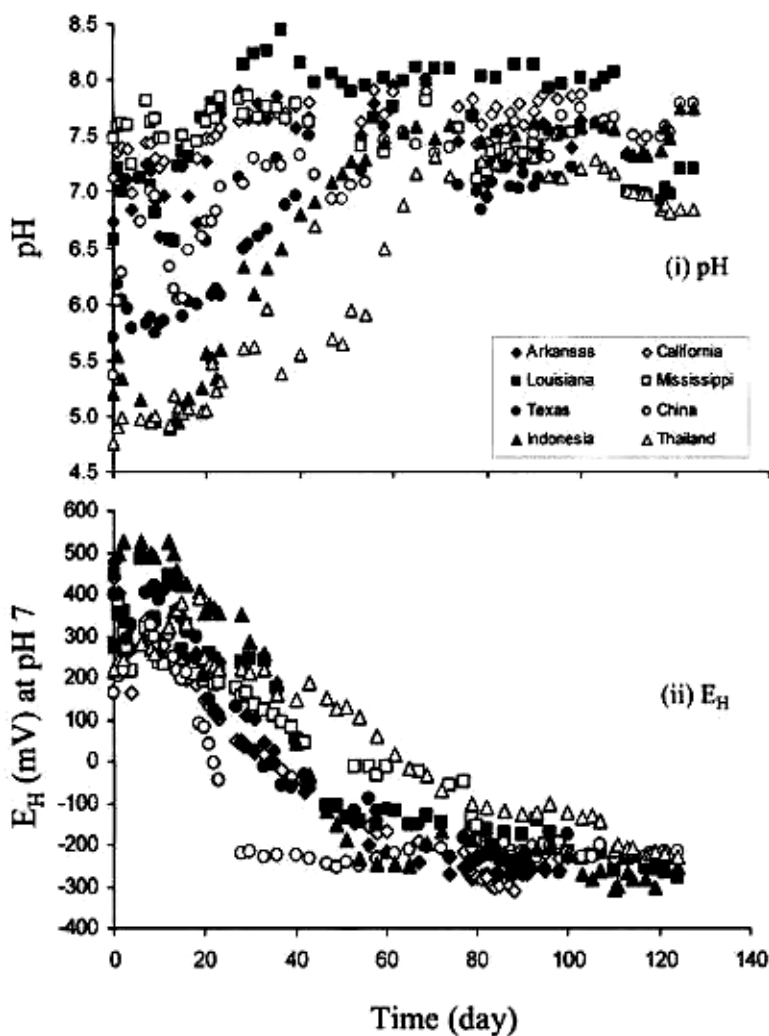 8.5
8.0
7.5
7.0
6.5
6.0
5.5
5.0
4.5
pH
(i) pH
Arkansas California
Louisiana Mississippi
Texas China
Indonesia Thailand
600
500
400
300
200
100
0
-100
-200
-300
-400
E_H (mV) at pH 7
(ii) E_H
0 20 40 60 80 100 120 140
Time (day)